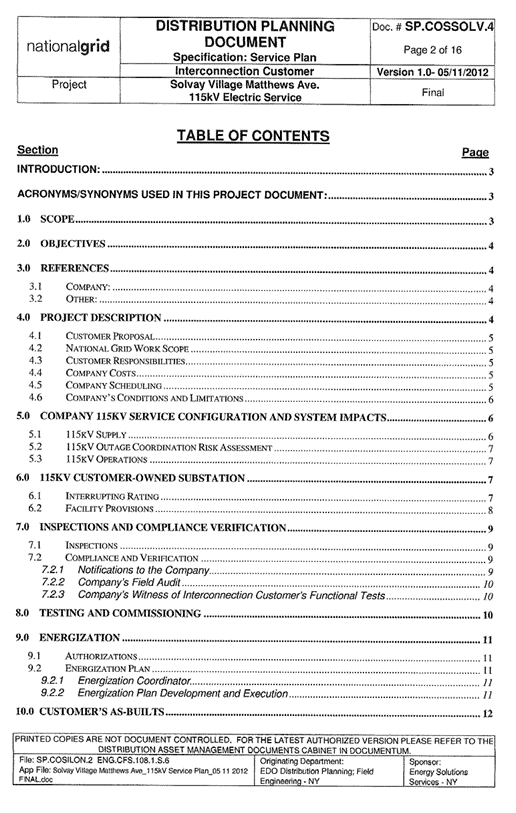 nationalgrid
DISTRIBUTION PLANNING
DOCUMENT
Specification: Service Plan
Doc. # SP.COSSOLV.4
Page 2 of 16
Interconnection Customer
Version 1.0- 05/11/2012
Project
Solvay Village Matthews Ave.
115kV Electric Service
Final
TABLE OF CONTENTS
Section Page
INTRODUCTION: 3
ACRONYMS/SYNONYMS USED IN THIS PROJECT DOCUMENT: 3
1.0 SCOPE 3
2.0 OBJECTIVES 4
3.0 REFERENCES 4
3.1 COMPANY: 4
3.2 OTHER: 4
4.0 PROJECT DESCRIPTION 4
4.1 CUSTOMER PROPOSAL 5
4.2 NATIONAL GRID WORK SCOPE 5
4.3 CUSTOMER RESPONSIBILITIES 5
4.4 COMPANY COSTS 5
4.5 COMPANY SCHEDULING 5
4.6 COMPANY'S CONDITIONS AND LIMITATIONS 6
5.0 COMPANY 115KV SERVICE CONFIGURATION AND SYSTEM IMPACTS 6
5.1 115KV SUPPLY 6
5.2 115KV OUTAGE COORDINATION RISK ASSESSMENT 7
5.3 115KV OPERATIONS 7
6.0 115KV CUSTOMER-OWNED SUBSTATION 7
6.1 INTERRUPTING RATING 7
6.2 FACILITY PROVISIONS 8
7.0 INSPECTIONS AND COMPLIANCE VERIFICATION 9
7.1 INSPECTIONS 9
7.2 COMPLIANCE AND VERIFICATION 9
7.2.1 Notifications to the Company 9
7.2.2 Company's Field Audit 10
7.2.3 Company's Witness of Interconnection Customer's Functional Tests 10
8.0 TESTING AND COMMISSIONING 10
9.0 ENERGIZATION 11
9.1 AUTHORIZATIONS 11
9.2 ENERGIZATION PLAN 11
9.2.1 Energization Coordinator 11
9.2.2 Energization Plan Development and Execution 11
10.0 CUSTOMER'S AS-BUILTS 12
PRINTED COPIES ARE NOT DOCUMENT CONTROLLED. FOR THE LATEST AUTHORIZED VERSION PLEASE REFER TO THE
DISTRIBUTION ASSET MANAGEMENT DOCUMENTS CABINET IN DOCUMENTUM.
File: SP.COSILON.2 ENG.CFS.108.1.S.6
App File: Solvay Village Matthews Ave_115kV Service Plan_05 11 2012
FINAL.doc
Originating Department:
EDO Distribution Planning; Field
Engineering - NY
Sponsor:
Energy Solutions
Services - NY